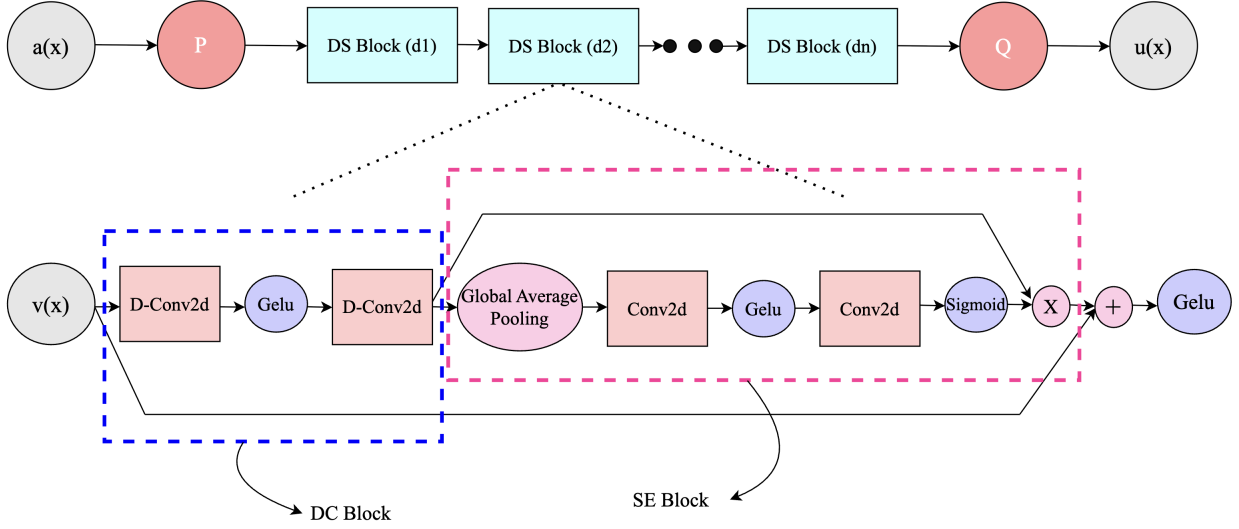 a(x)
P
DS Block (d1)
DS Block (d2)
DS Block (dn)
Q
u(x)
v(x)
D-Conv2d
Gelu
D-Conv2d
Global Average
Pooling
Conv2d
Gelu
Conv2d
Sigmoid
X
+
Gelu
DC Block
SE Block